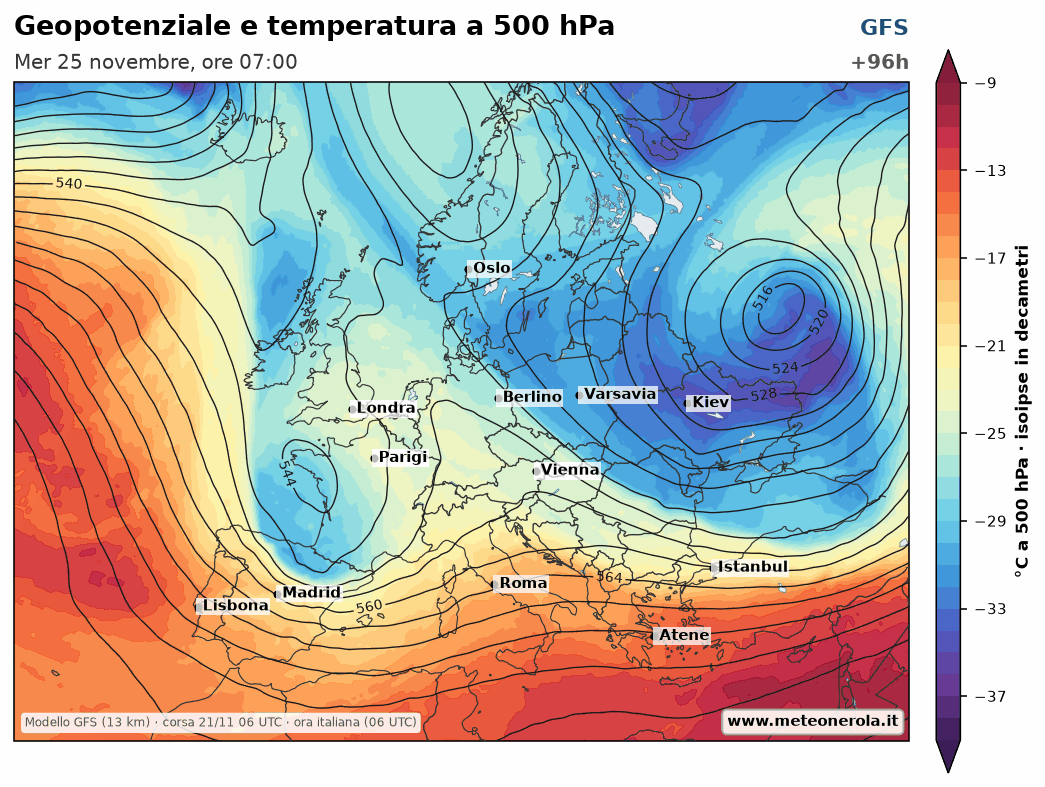 Geopotenziale e temperatura a 500 hPa
GFS
Mer 25 novembre, ore 07:00
+96h
540
516
520
524
528
544
560
564
Oslo
Londra
Berlino
Varsavia
Kiev
Parigi
Vienna
Istanbul
Roma
Madrid
Lisbona
Atene
Modello GFS (13 km) · corsa 21/11 06 UTC · ora italiana (06 UTC)
www.meteonerola.it
−9
−13
−17
−21
−25
−29
−33
−37
°C a 500 hPa · isoipse in decametri